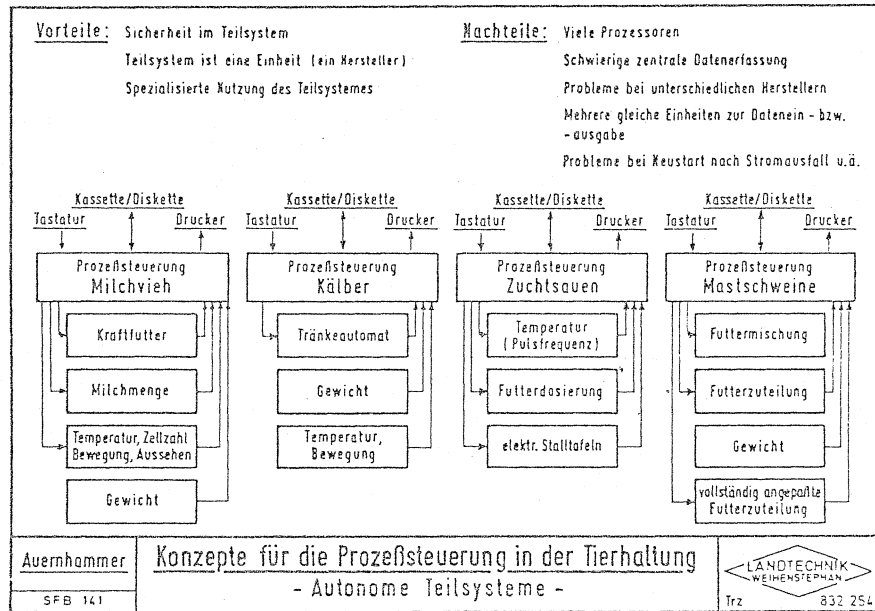 Vorteile: Sicherheit im Teilsystem
Teilsystem ist eine Einheit (ein Hersteller)
Spezialisierte Nutzung des Teilsystemes
Nachteile: Viele Prozessoren
Schwierige zentrale Datenerfassung
Probleme bei unterschiedlichen Herstellern
Mehrere gleiche Einheiten zur Datenein- bzw.
-ausgabe
Probleme bei Neustart nach Stromausfall u.ä.
Kassette/Diskette
Tastatur Drucker
Prozeßsteuerung
Milchvieh
Kraftfutter
Milchmenge
Temperatur, Zellzahl
Bewegung, Aussehen
Gewicht
Kassette/Diskette
Tastatur Drucker
Prozeßsteuerung
Kälber
Tränkeautomat
Gewicht
Temperatur,
Bewegung
Kassette/Diskette
Tastatur Drucker
Prozeßsteuerung
Zuchtsauen
Temperatur
(Pulsfrequenz)
Futterdosierung
elektr. Stalltafeln
Kassette/Diskette
Tastatur Drucker
Prozeßsteuerung
Mastschweine
Futtermischung
Futterzuteilung
Gewicht
vollständig angepaßte
Futterzuteilung
Auernhammer
SFB 141
Konzepte für die Prozeßsteuerung in der Tierhaltung
- Autonome Teilsysteme -
LANDTECHNIK
WEIHENSTEPHAN
Trz 832 254